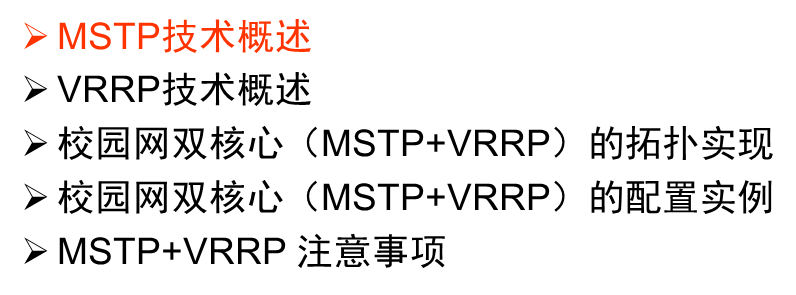 ➢ MSTP技术概述
➢ VRRP技术概述
➢ 校园网双核心（MSTP+VRRP）的拓扑实现
➢ 校园网双核心（MSTP+VRRP）的配置实例
➢ MSTP+VRRP 注意事项